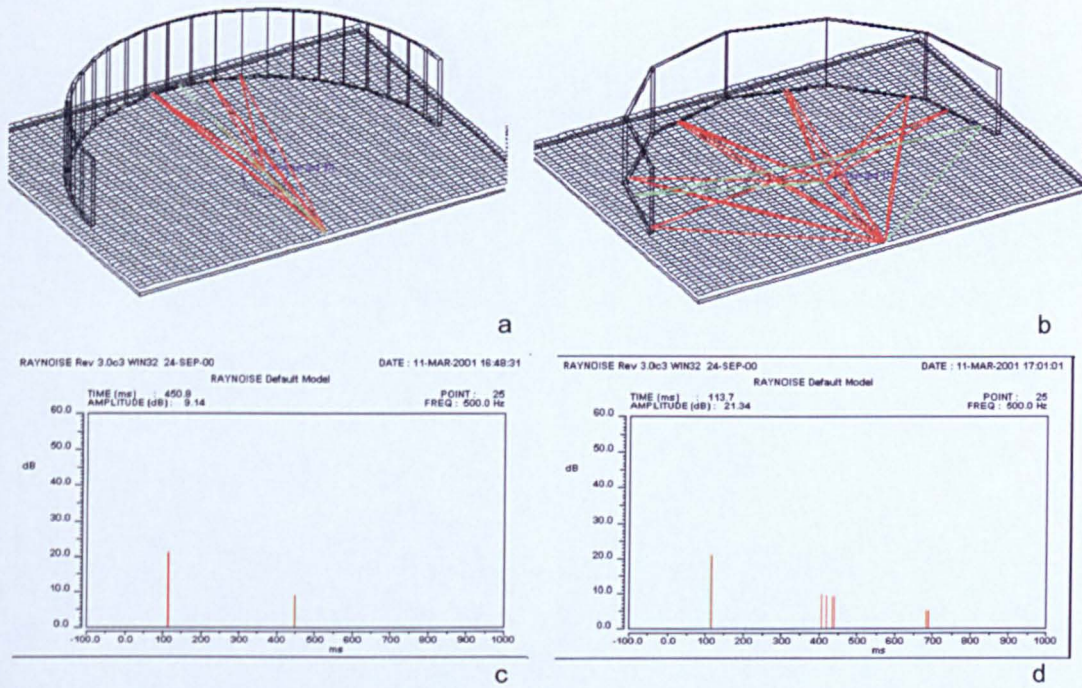 a
b
RAYNOISE Rev 3.0c3 WIN32 24-SEP-00 DATE : 11-MAR-2001 16:48:31
RAYNOISE Default Model
TIME (ms) : 450.8 POINT : 25
AMPLITUDE (dB) : 9.14 FREQ : 500.0 Hz
60.0
50.0
dB
40.0
30.0
20.0
10.0
0.0
-100.0 0.0 100 200 300 400 500 600 700 800 900 1000
ms
c
RAYNOISE Rev 3.0c3 WIN32 24-SEP-00 DATE : 11-MAR-2001 17:01:01
RAYNOISE Default Model
TIME (ms) : 113.7 POINT : 25
AMPLITUDE (dB) : 21.34 FREQ : 500.0 Hz
60.0
50.0
dB
40.0
30.0
20.0
10.0
0.0
-100.0 0.0 100 200 300 400 500 600 700 800 900 1000
ms
d